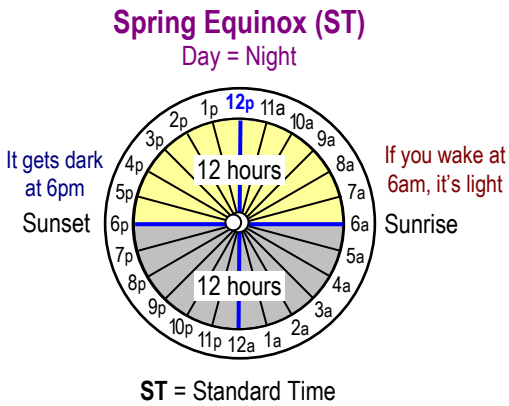 Spring Equinox (ST)
Day = Night
12p
1p
11a
2p
10a
3p
9a
It gets dark
at 6pm
4p
12 hours
8a
If you wake at
6am, it's light
5p
7a
Sunset
6p
6a
Sunrise
7p
5a
8p
12 hours
4a
9p
3a
10p
2a
11p
1a
12a
ST = Standard Time